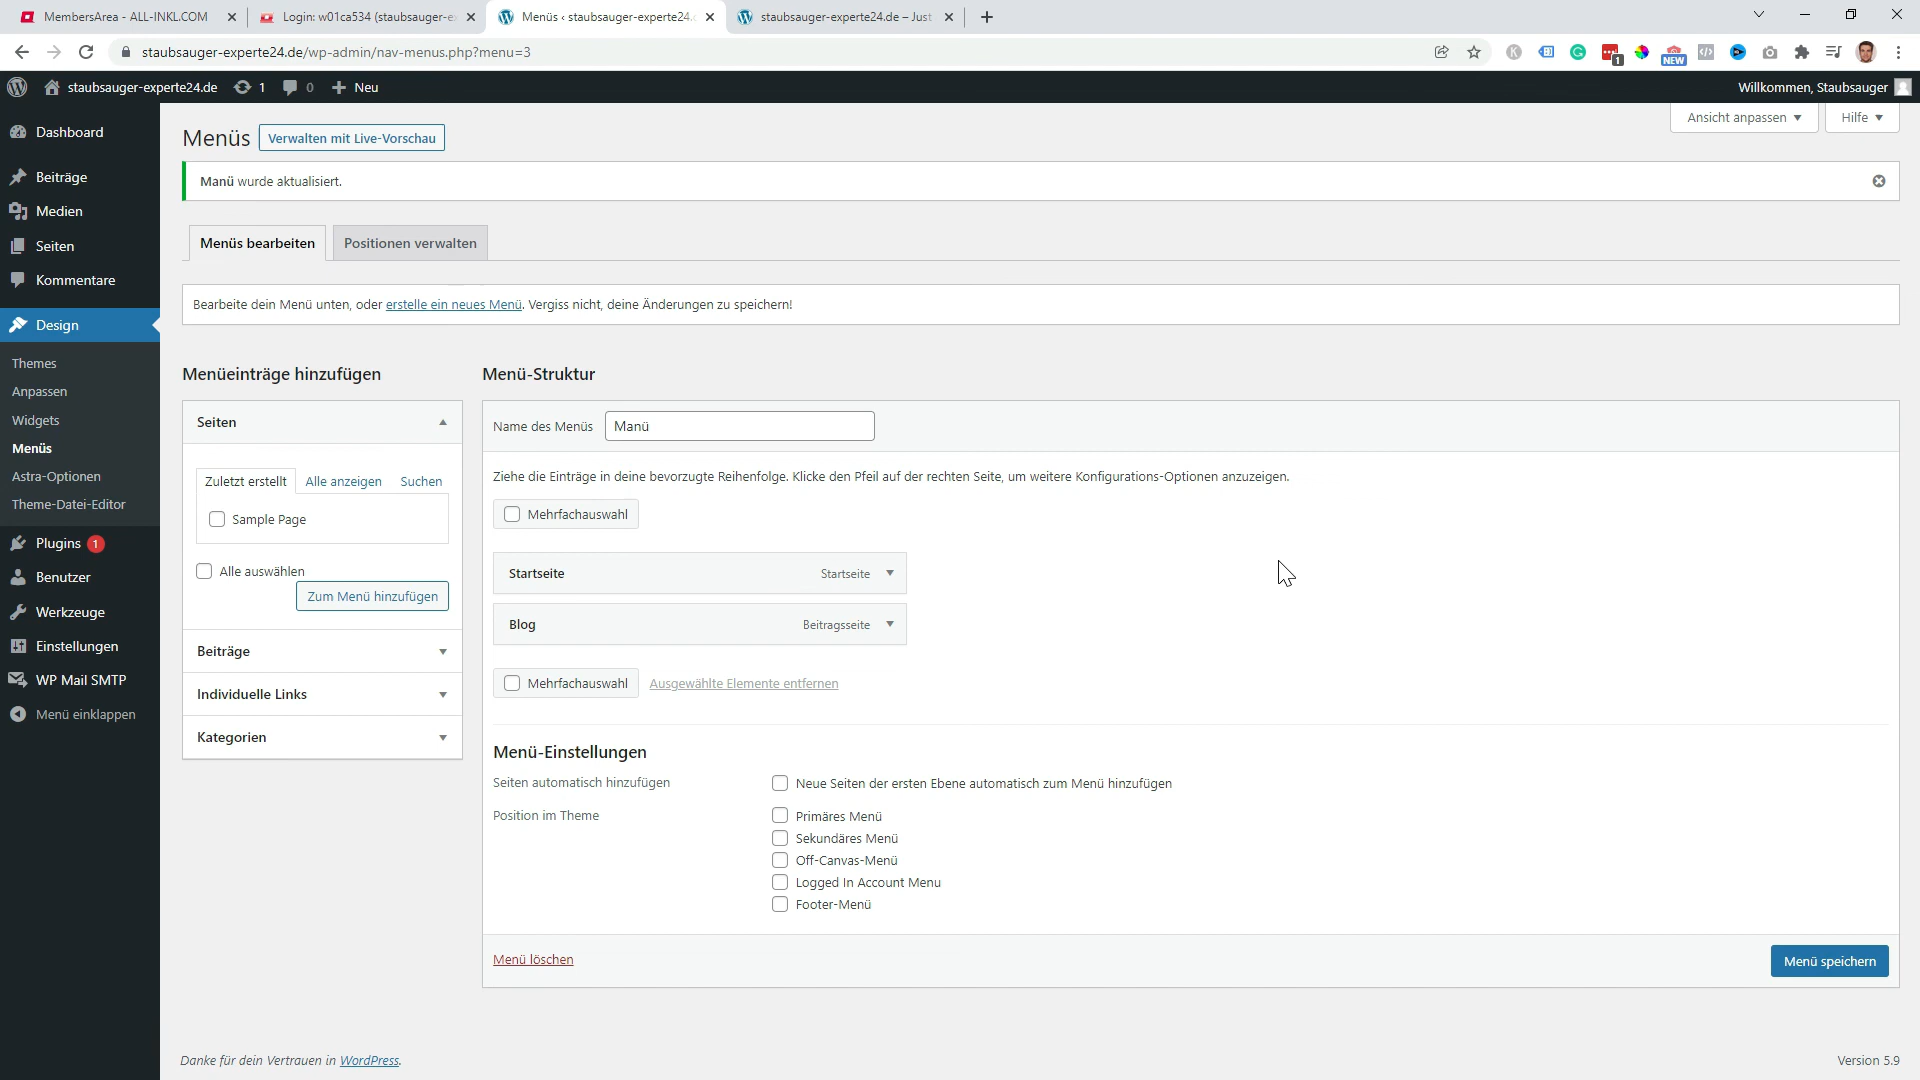 MembersArea - ALL-INKL.COM
Login: w01ca534 (staubsauger-e
Menüs ‹ staubsauger-experte24.
staubsauger-experte24.de – Just
staubsauger-experte24.de/wp-admin/nav-menus.php?menu=3
1
NEW
staubsauger-experte24.de
1
0
Neu
Willkommen, Staubsauger
Dashboard
Beiträge
Medien
Seiten
Kommentare
Design
Themes
Anpassen
Widgets
Menüs
Astra-Optionen
Theme-Datei-Editor
Plugins 1
Benutzer
Werkzeuge
Einstellungen
WP Mail SMTP
Menü einklappen
Ansicht anpassen
Hilfe
Menüs
Verwalten mit Live-Vorschau
Manü wurde aktualisiert.
Menüs bearbeiten
Positionen verwalten
Bearbeite dein Menü unten, oder erstelle ein neues Menü. Vergiss nicht, deine Änderungen zu speichern!
Menüeinträge hinzufügen
Seiten
Zuletzt erstellt
Alle anzeigen
Suchen
Sample Page
Alle auswählen
Zum Menü hinzufügen
Beiträge
Individuelle Links
Kategorien
Menü-Struktur
Name des Menüs
Manü
Ziehe die Einträge in deine bevorzugte Reihenfolge. Klicke den Pfeil auf der rechten Seite, um weitere Konfigurations-Optionen anzuzeigen.
Mehrfachauswahl
Startseite Startseite
Blog Beitragsseite
Mehrfachauswahl
Ausgewählte Elemente entfernen
Menü-Einstellungen
Seiten automatisch hinzufügen
Neue Seiten der ersten Ebene automatisch zum Menü hinzufügen
Position im Theme
Primäres Menü
Sekundäres Menü
Off-Canvas-Menü
Logged In Account Menu
Footer-Menü
Menü löschen
Menü speichern
Danke für dein Vertrauen in WordPress.
Version 5.9